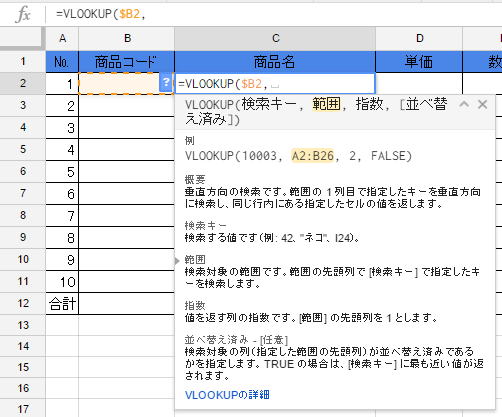 fx =VLOOKUP($B2,
A B C D
1 No. 商品コード 商品名 単価 数
2 1 ? =VLOOKUP($B2,
VLOOKUP(検索キー, 範囲, 指数, [並べ替
え済み])
3 2
例
4 3
VLOOKUP(10003, A2:B26, 2, FALSE)
5 4
概要
6 5
垂直方向の検索です。範囲の 1 列目で指定したキーを垂直方向
に検索し、同じ行内にある指定したセルの値を返します。
7 6
検索キー
8 7
検索する値です(例: 42、"ネコ"、I24)。
9 8
範囲
10 9
検索対象の範囲です。範囲の先頭列で [検索キー] で指定したキ
ーを検索します。
11 10
指数
12 合計
値を返す列の指数です。[範囲] の先頭列を 1 とします。
13
並べ替え済み - [任意]
14
検索対象の列(指定した範囲の先頭列)が並べ替え済みである
かを指定します。TRUE の場合は、[検索キー] に最も近い値が返
15
されます。
16
VLOOKUPの詳細
17